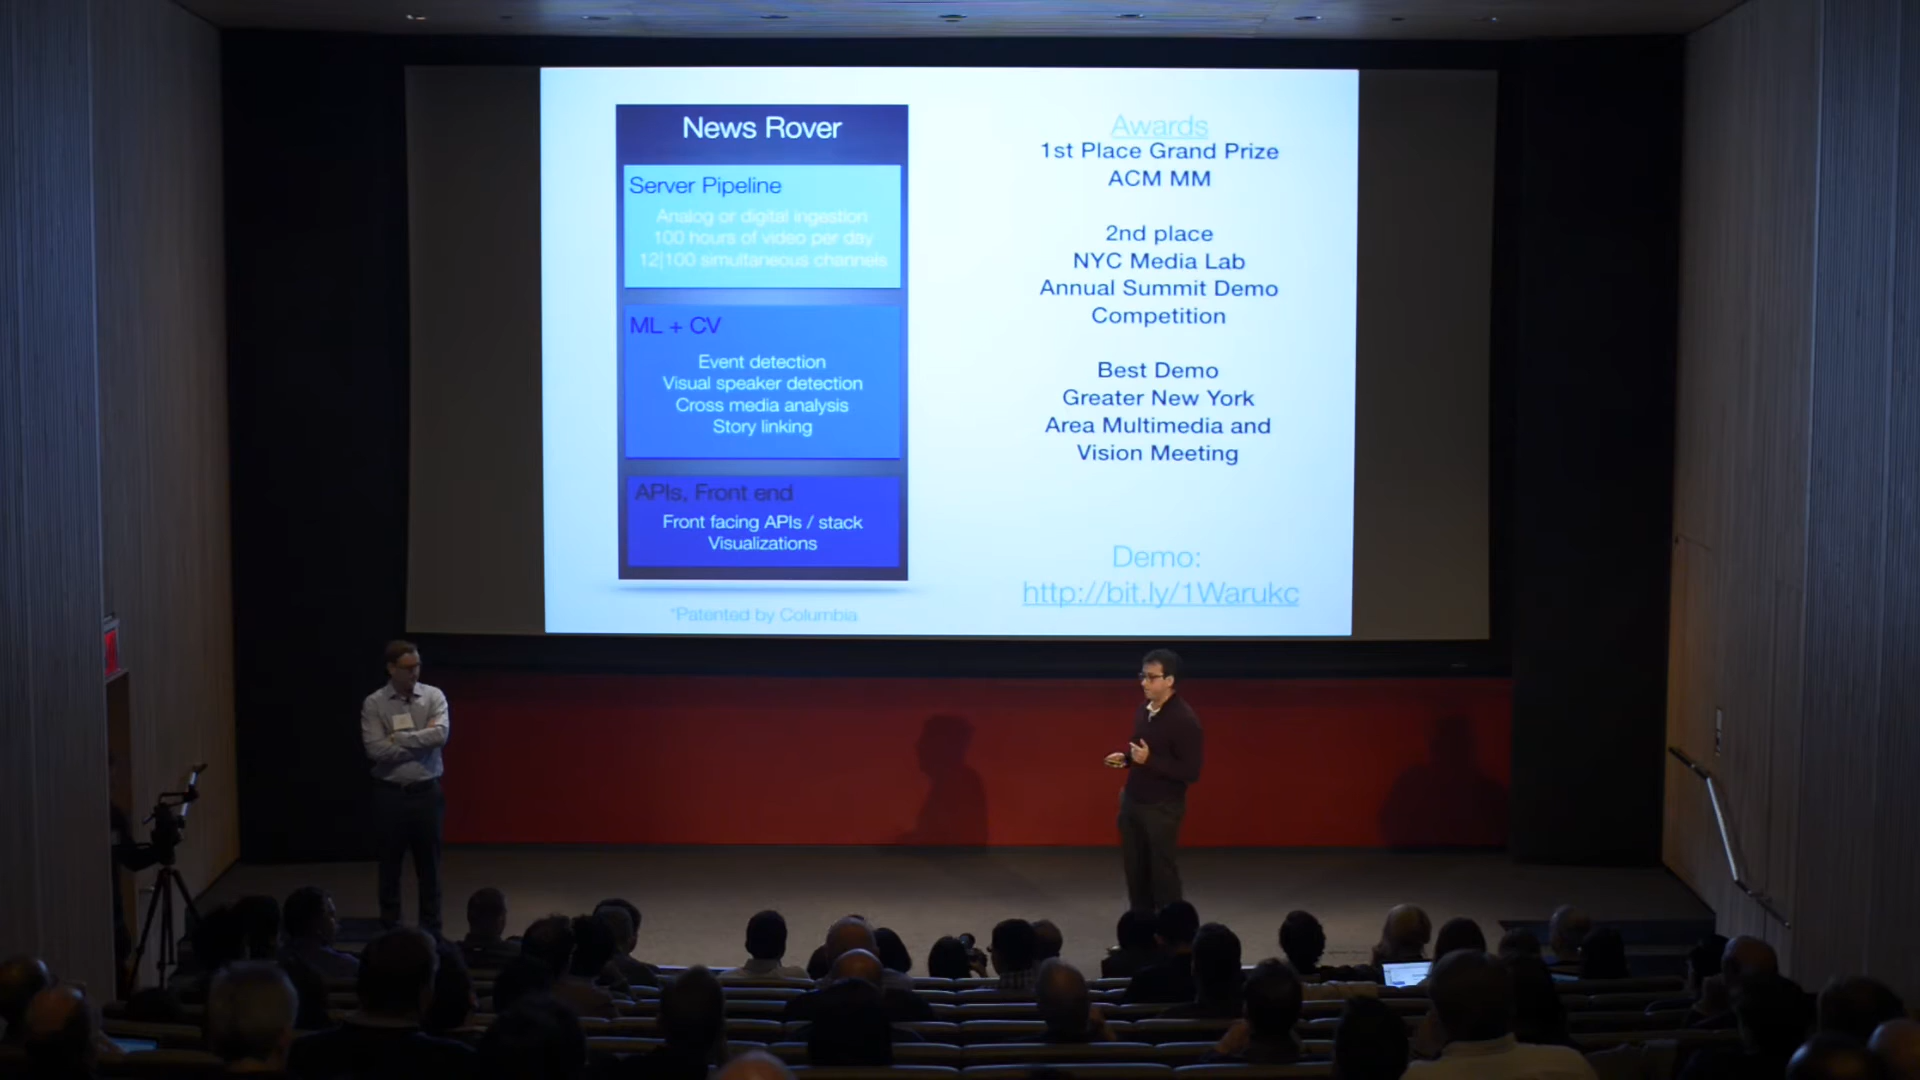 News Rover
Server Pipeline
Analog or digital ingestion
100 hours of video per day
12|100 simultaneous channels
ML + CV
Event detection
Visual speaker detection
Cross media analysis
Story linking
APIs, Front end
Front facing APIs / stack
Visualizations
*Patented by Columbia
Awards
1st Place Grand Prize
ACM MM
2nd place
NYC Media Lab
Annual Summit Demo
Competition
Best Demo
Greater New York
Area Multimedia and
Vision Meeting
Demo:
http://bit.ly/1Warukc